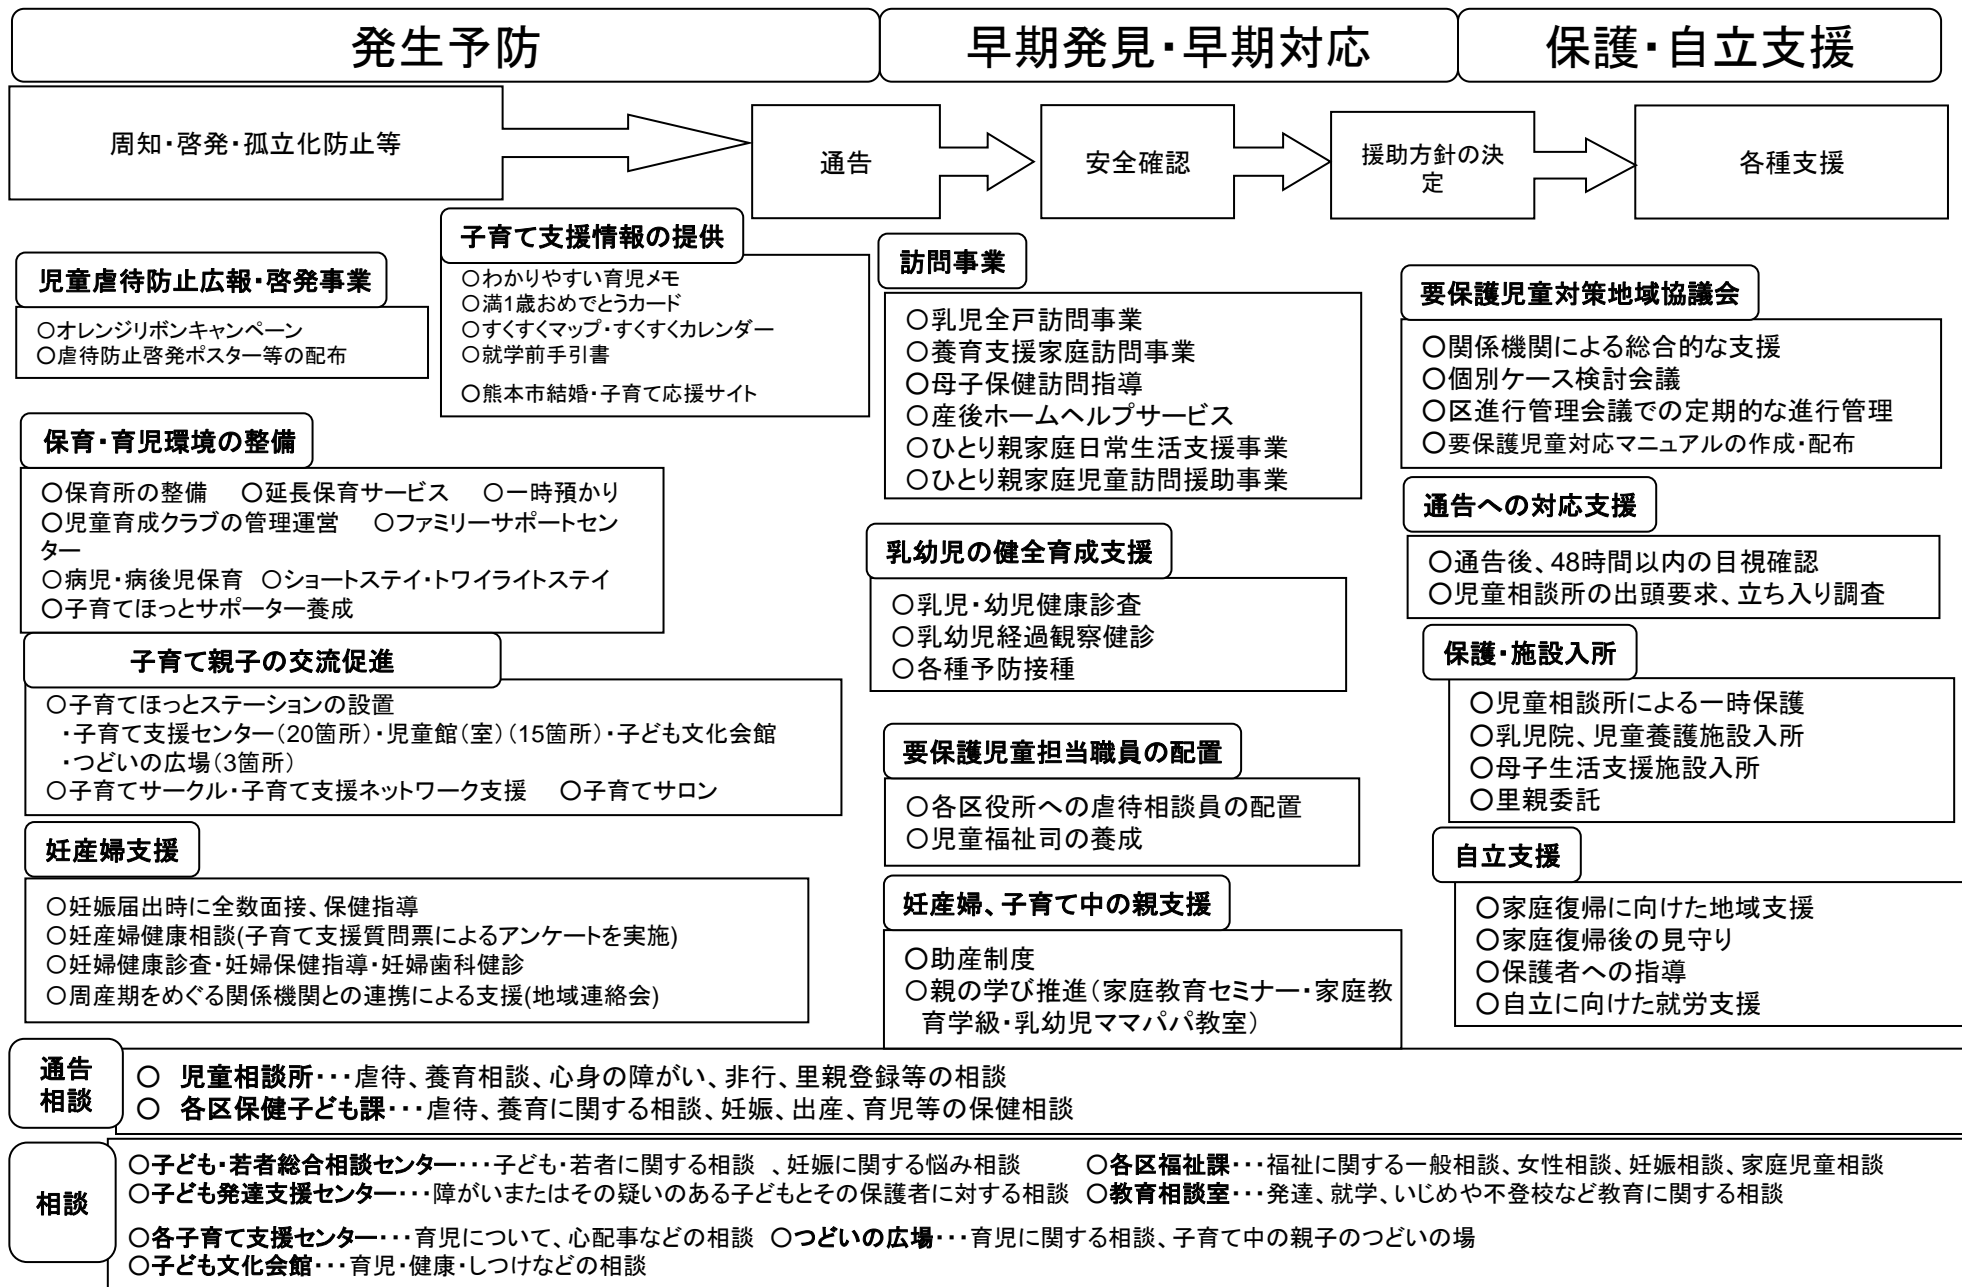 発生予防
早期発見・早期対応
保護・自立支援
周知・啓発・孤立化防止等
通告
安全確認
援助方針の決
定
各種支援
児童虐待防止広報・啓発事業
○オレンジリボンキャンペーン
○虐待防止啓発ポスター等の配布
子育て支援情報の提供
○わかりやすい育児メモ
○満1歳おめでとうカード
○すくすくマップ・すくすくカレンダー
○就学前手引書
○熊本市結婚・子育て応援サイト
保育・育児環境の整備
○保育所の整備　○延長保育サービス　○一時預かり
○児童育成クラブの管理運営　○ファミリーサポートセン
ター
○病児・病後児保育　○ショートステイ・トワイライトステイ
○子育てほっとサポーター養成
子育て親子の交流促進
○子育てほっとステーションの設置
・子育て支援センター（20箇所）・児童館（室）（15箇所）・子ども文化会館
・つどいの広場（3箇所）
○子育てサークル・子育て支援ネットワーク支援　○子育てサロン
妊産婦支援
○妊娠届出時に全数面接、保健指導
○妊産婦健康相談(子育て支援質問票によるアンケートを実施)
○妊婦健康診査・妊婦保健指導・妊婦歯科健診
○周産期をめぐる関係機関との連携による支援(地域連絡会)
訪問事業
○乳児全戸訪問事業
○養育支援家庭訪問事業
○母子保健訪問指導
○産後ホームヘルプサービス
○ひとり親家庭日常生活支援事業
○ひとり親家庭児童訪問援助事業
乳幼児の健全育成支援
○乳児・幼児健康診査
○乳幼児経過観察健診
○各種予防接種
要保護児童担当職員の配置
○各区役所への虐待相談員の配置
○児童福祉司の養成
妊産婦、子育て中の親支援
○助産制度
○親の学び推進（家庭教育セミナー・家庭教
育学級・乳幼児ママパパ教室）
要保護児童対策地域協議会
○関係機関による総合的な支援
○個別ケース検討会議
○区進行管理会議での定期的な進行管理
○要保護児童対応マニュアルの作成・配布
通告への対応支援
○通告後、48時間以内の目視確認
○児童相談所の出頭要求、立ち入り調査
保護・施設入所
○児童相談所による一時保護
○乳児院、児童養護施設入所
○母子生活支援施設入所
○里親委託
自立支援
○家庭復帰に向けた地域支援
○家庭復帰後の見守り
○保護者への指導
○自立に向けた就労支援
通告
相談
○　児童相談所・・・虐待、養育相談、心身の障がい、非行、里親登録等の相談
○　各区保健子ども課・・・虐待、養育に関する相談、妊娠、出産、育児等の保健相談
相談
○子ども・若者総合相談センター・・・子ども・若者に関する相談　、妊娠に関する悩み相談　○各区福祉課・・・福祉に関する一般相談、女性相談、妊娠相談、家庭児童相談
○子ども発達支援センター・・・障がいまたはその疑いのある子どもとその保護者に対する相談　○教育相談室・・・発達、就学、いじめや不登校など教育に関する相談
○各子育て支援センター・・・育児について、心配事などの相談　○つどいの広場・・・育児に関する相談、子育て中の親子のつどいの場
○子ども文化会館・・・育児・健康・しつけなどの相談